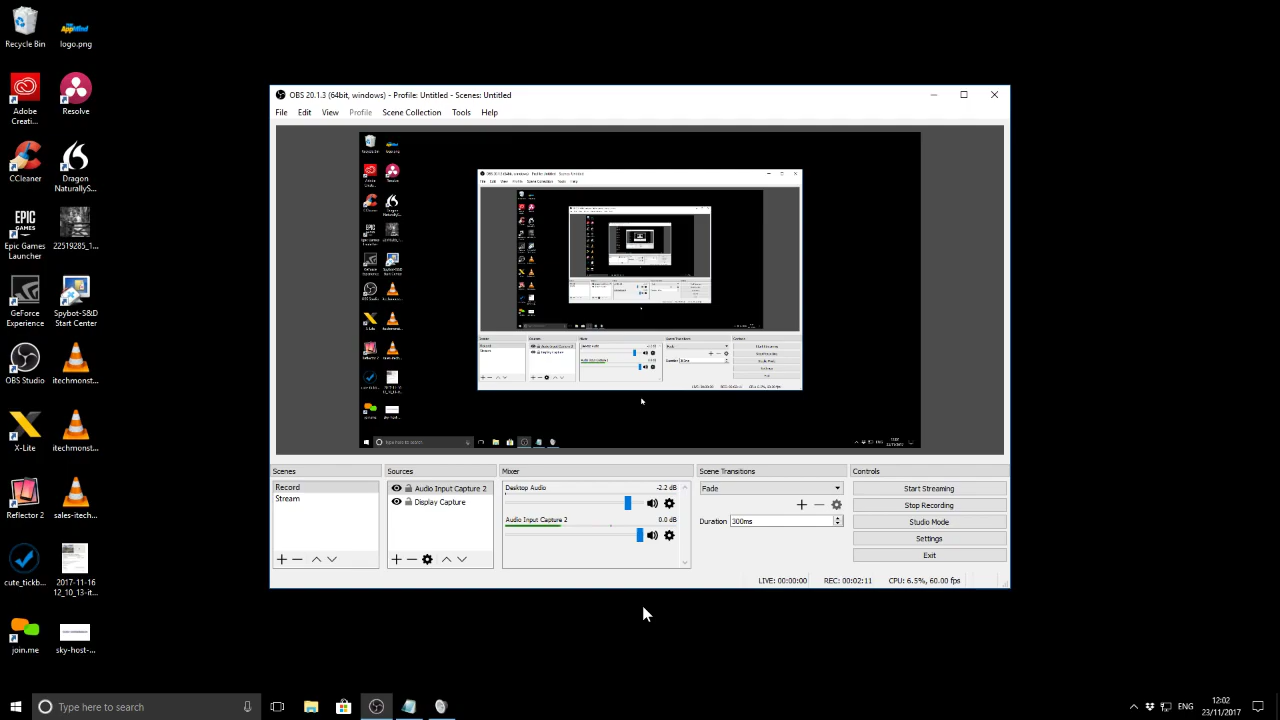 Recycle Bin
logo.png
Adobe
Creati...
Resolve
CCleaner
Dragon
NaturallyS...
EPIC
GAMES
Epic Games
Launcher
22519285_1...
GeForce
Experience
Spybot-S&D
Start Center
OBS Studio
itechmonst...
X-Lite
itechmonst...
Reflector 2
sales-itech...
cute_tickb...
2017-11-16
12_10_13-it...
join.me
sky-host-...
OBS 20.1.3 (64bit, windows) - Profile: Untitled - Scenes: Untitled
File Edit View Profile Scene Collection Tools Help
Scenes
Record
Stream
Sources
Audio Input Capture 2
Display Capture
Mixer
Desktop Audio -2.2 dB
Audio Input Capture 2 0.0 dB
Scene Transitions
Fade
Duration 300ms
Controls
Start Streaming
Stop Recording
Studio Mode
Settings
Exit
LIVE: 00:00:00 REC: 00:02:11 CPU: 6.5%, 60.00 fps
Type here to search
ENG
12:02
23/11/2017